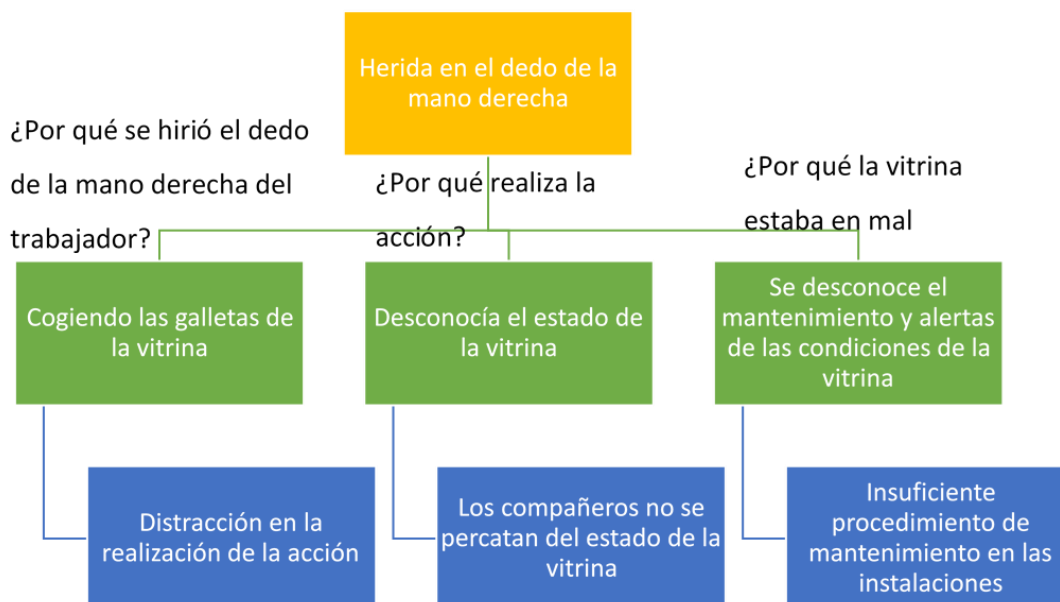 Herida en el dedo de la
mano derecha
¿Por qué se hirió el dedo
de la mano derecha del
trabajador?
¿Por qué realiza la
acción?
¿Por qué la vitrina
estaba en mal
Cogiendo las galletas de
la vitrina
Desconocía el estado de
la vitrina
Se desconoce el
mantenimiento y alertas
de las condiciones de la
vitrina
Distracción en la
realización de la acción
Los compañeros no se
percatan del estado de la
vitrina
Insuficiente
procedimiento de
mantenimiento en las
instalaciones